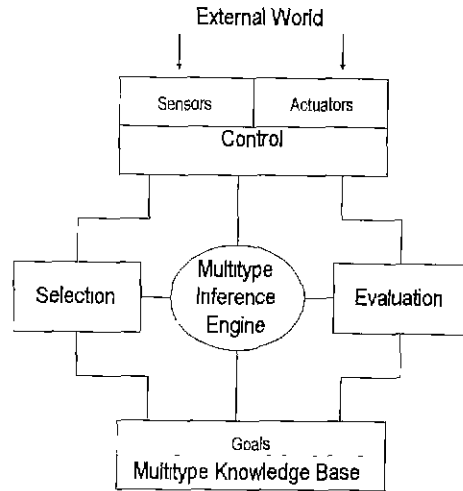 External World
Sensors
Actuators
Control
Selection
Multitype
Inference
Engine
Evaluation
Goals
Multitype Knowledge Base